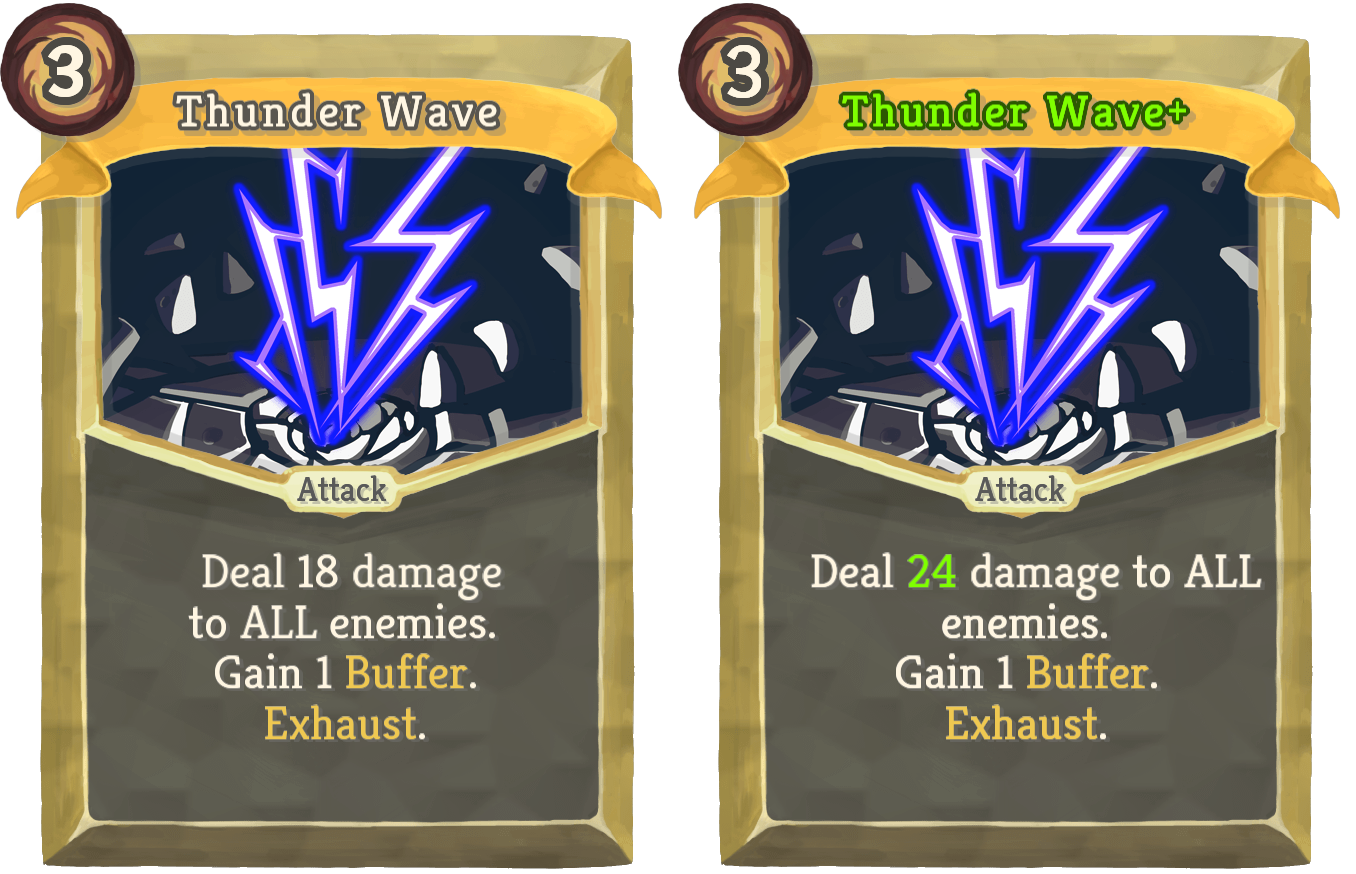 3
Thunder Wave
Attack
Deal 18 damage
to ALL enemies.
Gain 1 Buffer.
Exhaust.
3
Thunder Wave+
Attack
Deal 24 damage to ALL
enemies.
Gain 1 Buffer.
Exhaust.